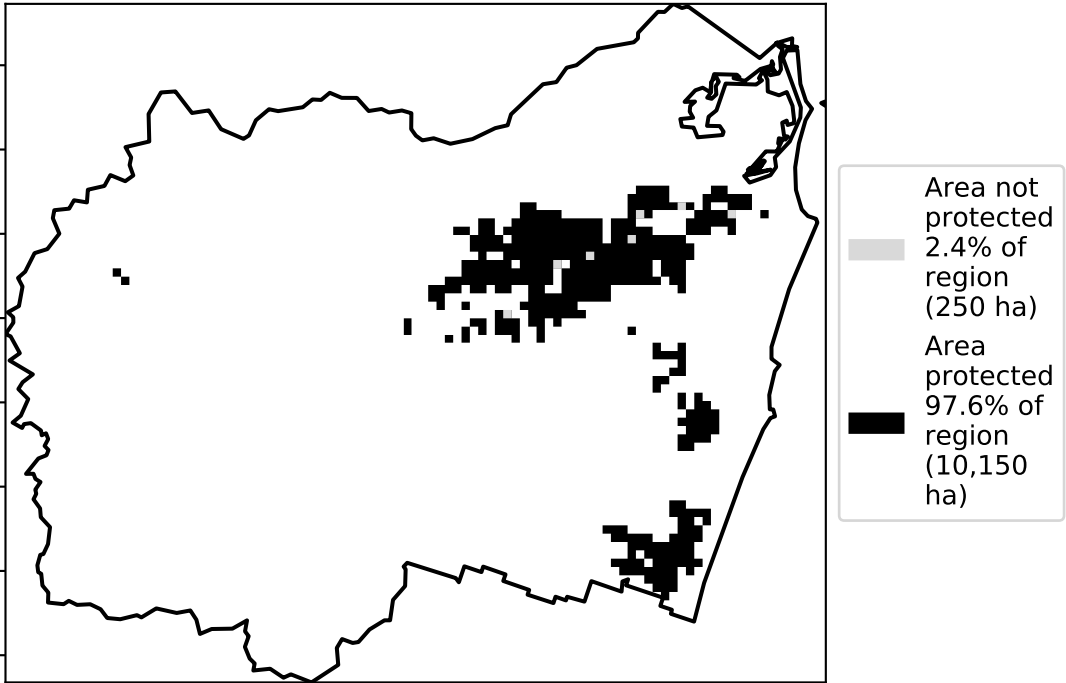 Area not
protected
2.4% of
region
(250 ha)
Area
protected
97.6% of
region
(10,150
ha)